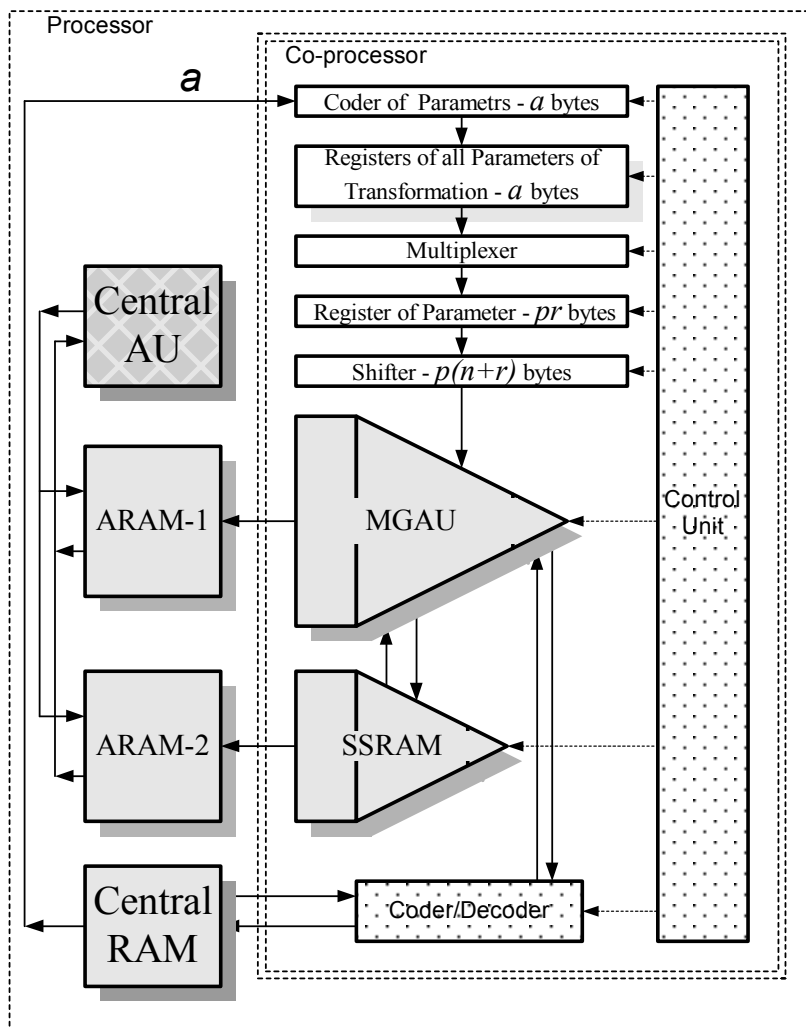 Processor
Co-processor
a
Coder of Parametrs - a bytes
Registers of all Parameters of
Transformation - a bytes
Multiplexer
Register of Parameter - pr bytes
Shifter - p(n+r) bytes
Central
AU
ARAM-1
MGAU
Control
Unit
ARAM-2
SSRAM
Central
RAM
Coder/Decoder